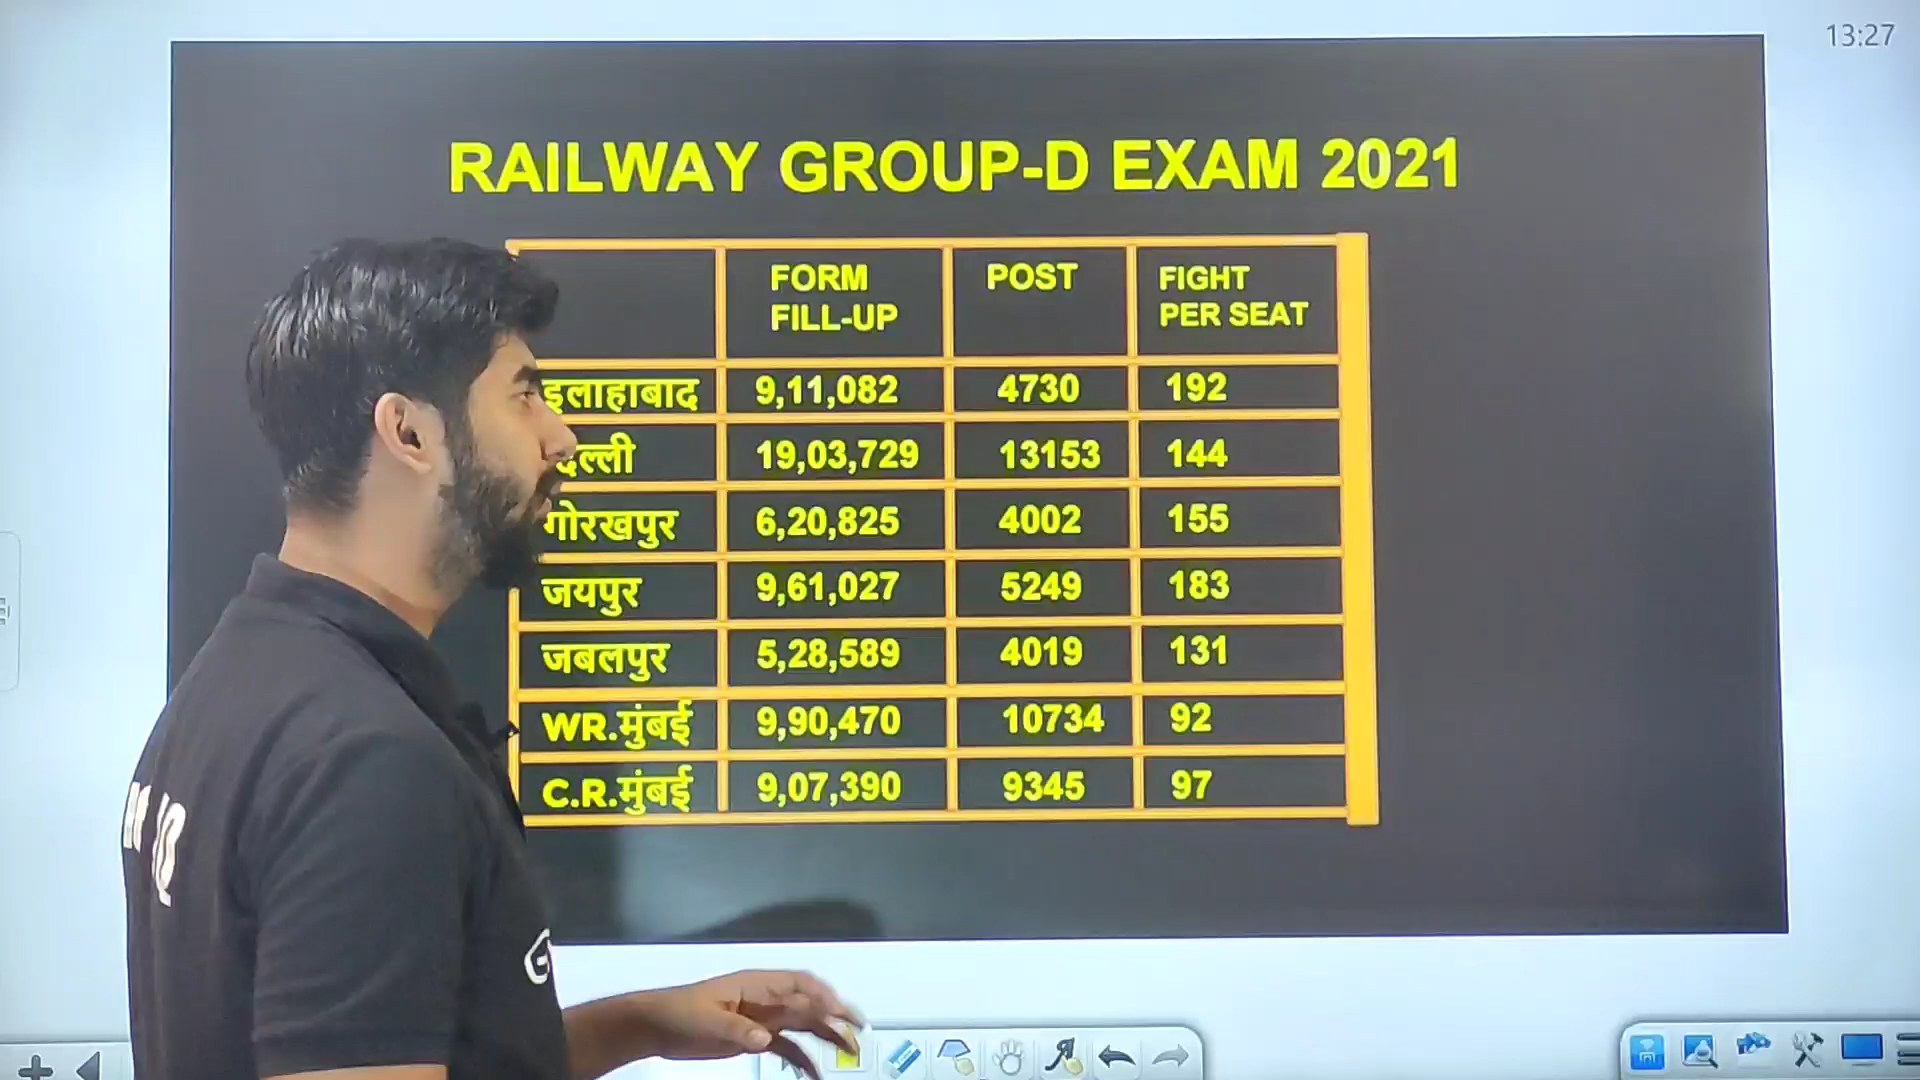 13:27
RAILWAY GROUP-D EXAM 2021
FORM FILL-UP POST FIGHT PER SEAT
इलाहाबाद 9,11,082 4730 192
दिल्ली 19,03,729 13153 144
गोरखपुर 6,20,825 4002 155
जयपुर 9,61,027 5249 183
जबलपुर 5,28,589 4019 131
WR.मुंबई 9,90,470 10734 92
C.R.मुंबई 9,07,390 9345 97